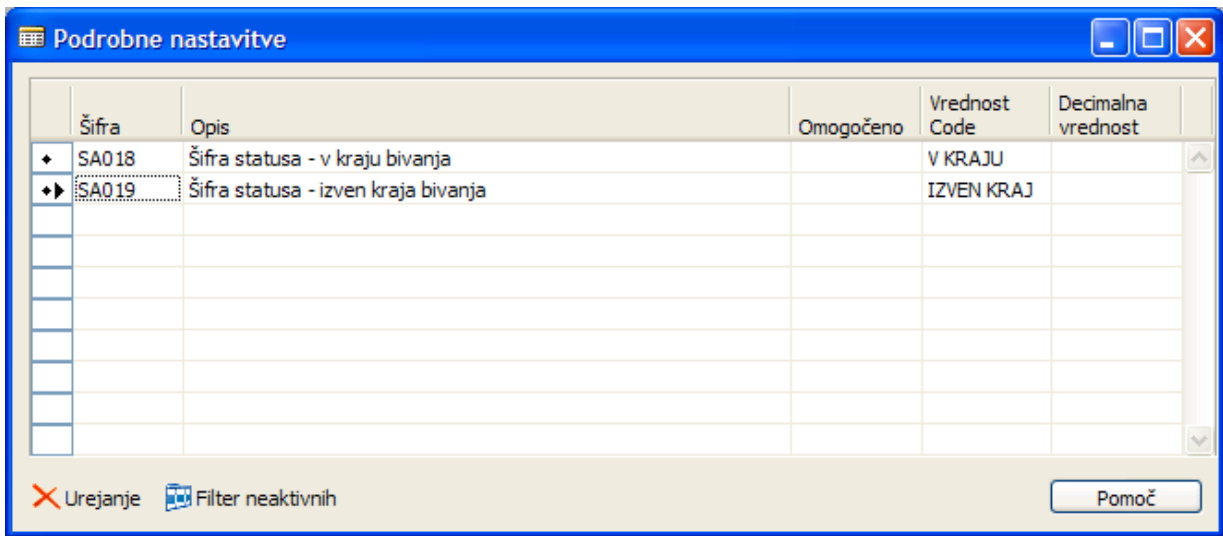 Podrobne nastavitve
Šifra Opis Omogočeno Vrednost Code Decimalna vrednost
SA018 Šifra statusa - v kraju bivanja V KRAJU
SA019 Šifra statusa - izven kraja bivanja IZVEN KRAJ
Urejanje Filter neaktivnih Pomoč